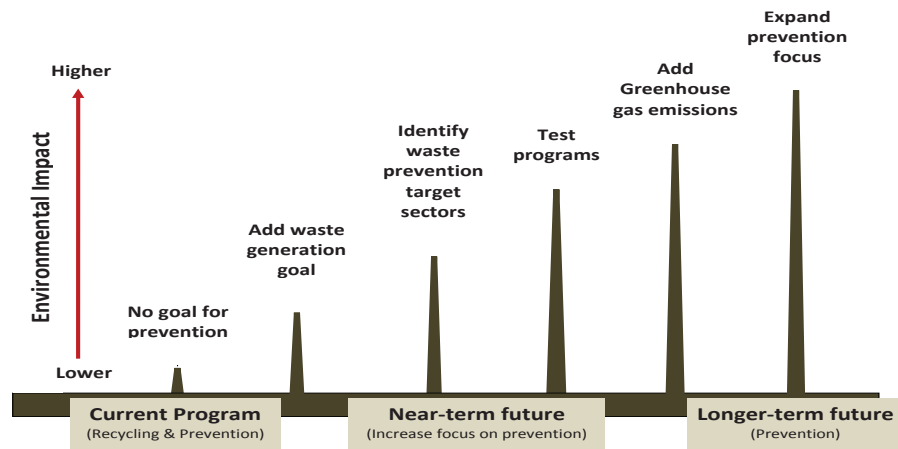 Environmental Impact
Higher
Lower
No goal for
prevention
Add waste
generation
goal
Identify
waste
prevention
target
sectors
Test
programs
Add
Greenhouse
gas emissions
Expand
prevention
focus
Current Program
(Recycling & Prevention)
Near-term future
(Increase focus on prevention)
Longer-term future
(Prevention)